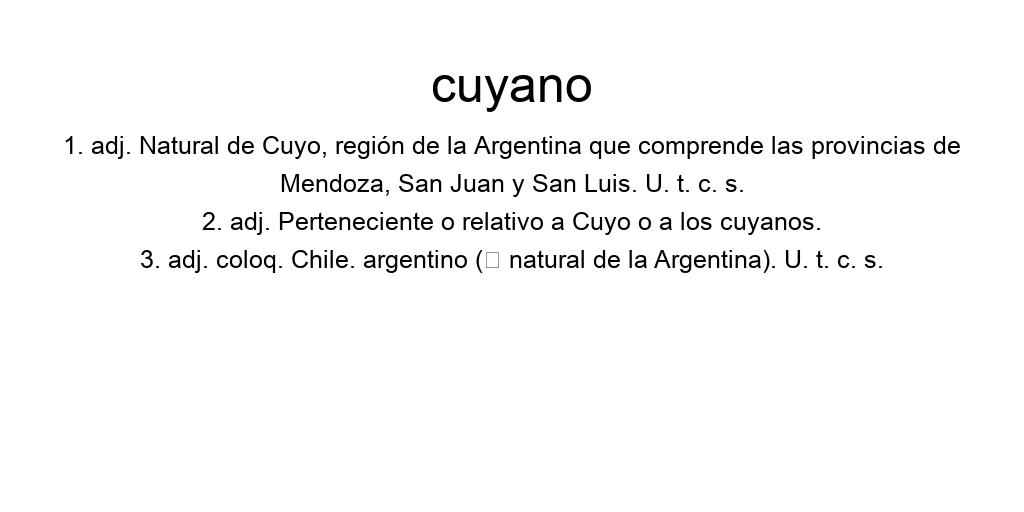 cuyano
1. adj. Natural de Cuyo, región de la Argentina que comprende las provincias de
Mendoza, San Juan y San Luis. U. t. c. s.
2. adj. Perteneciente o relativo a Cuyo o a los cuyanos.
3. adj. coloq. Chile. argentino (□ natural de la Argentina). U. t. c. s.